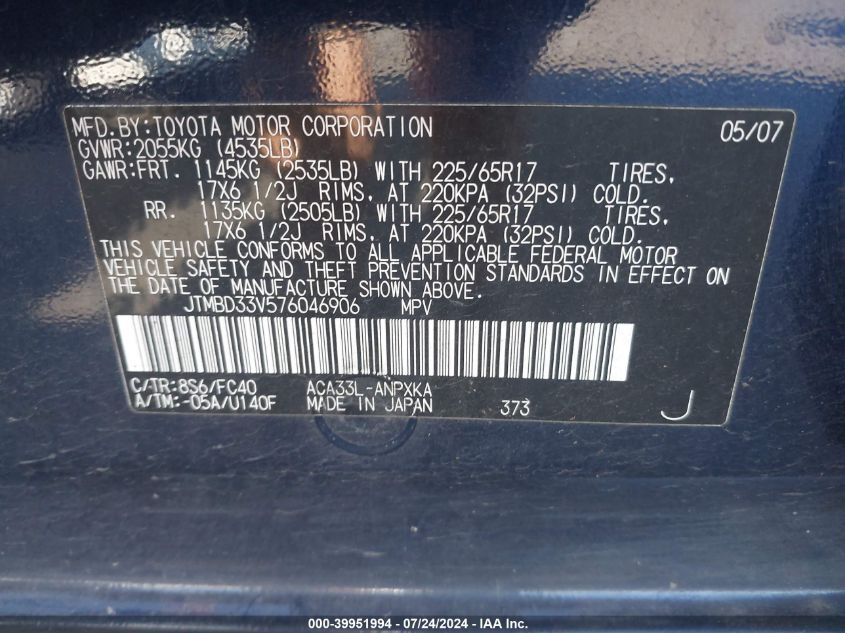 MFD.BY:TOYOTA MOTOR CORPORATION 05/07
GVWR:2055KG (4535LB)
GAWR:FRT. 1145KG (2535LB) WITH 225/65R17 TIRES,
17X6 1/2J RIMS, AT 220KPA (32PSI) COLD.
RR. 1135KG (2505LB) WITH 225/65R17 TIRES,
17X6 1/2J RIMS, AT 220KPA (32PSI) COLD.
THIS VEHICLE CONFORMS TO ALL APPLICABLE FEDERAL MOTOR
VEHICLE SAFETY AND THEFT PREVENTION STANDARDS IN EFFECT ON
THE DATE OF MANUFACTURE SHOWN ABOVE.
JTMBD33V576046906 MPV
C/TR:8S6/FC40 ACA33L-ANPXKA
A/TM:-05A/U140F MADE IN JAPAN 373 J
000-39951994 / 07/24/2024 - IAA Inc.